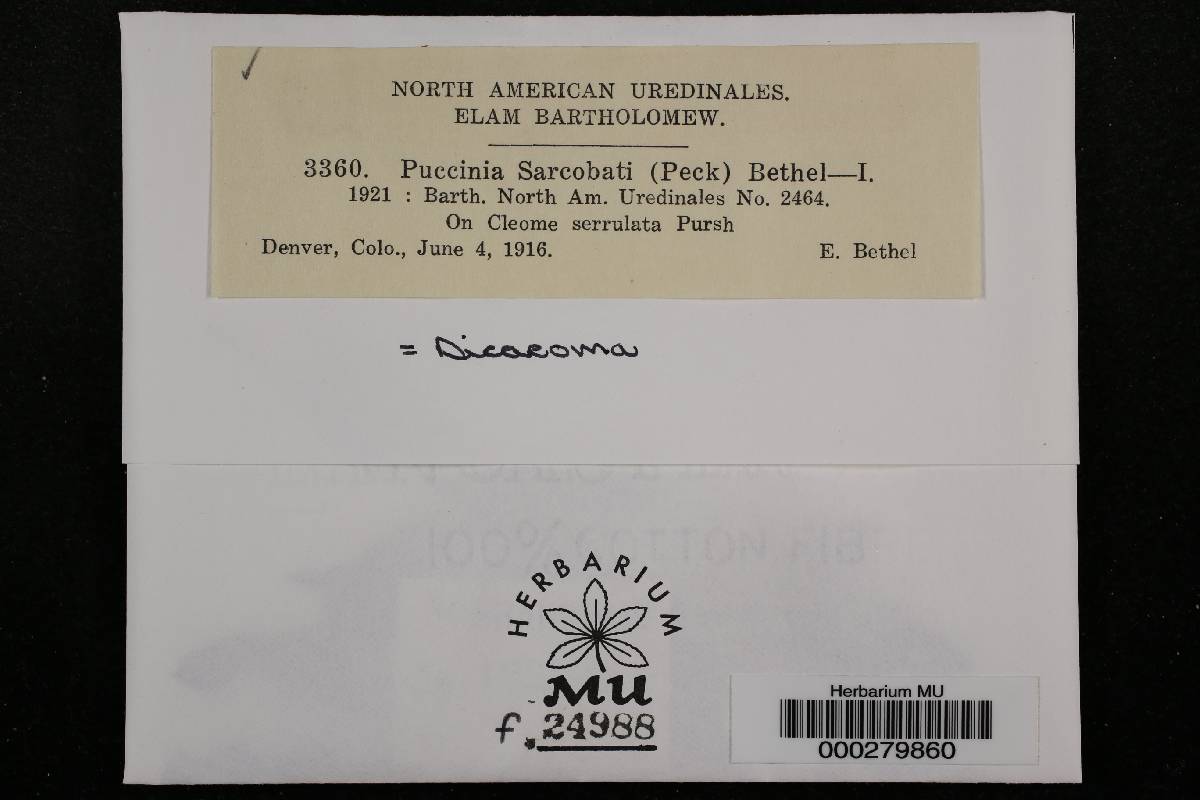 NORTH AMERICAN UREDINALES.
ELAM BARTHOLOMEW.
3360. Puccinia Sarcobati (Peck) Bethel—I.
1921 : Barth. North Am. Uredinales No. 2464.
On Cleome serrulata Pursh
Denver, Colo., June 4, 1916. E. Bethel
= Dicaeoma
HERBARIUM
MU
f. 24988
Herbarium MU
000279860